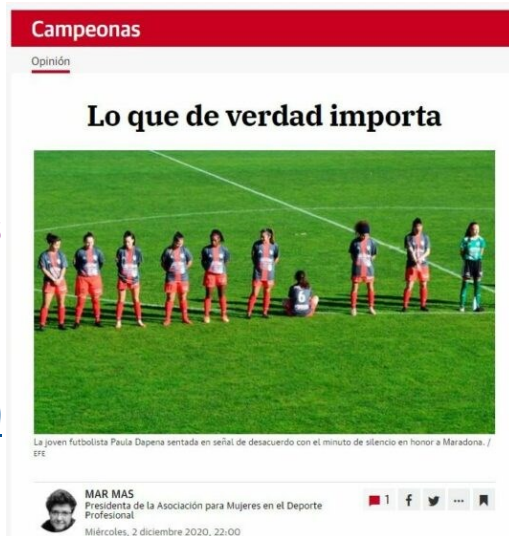 Campeonas
Opinión
Lo que de verdad importa
6
La joven futbolista Paula Dapena sentada en señal de desacuerdo con el minuto de silencio en honor a Maradona. /
EFE
MAR MAS
Presidenta de la Asociación para Mujeres en el Deporte
Profesional
Miércoles, 2 diciembre 2020, 22:00
1